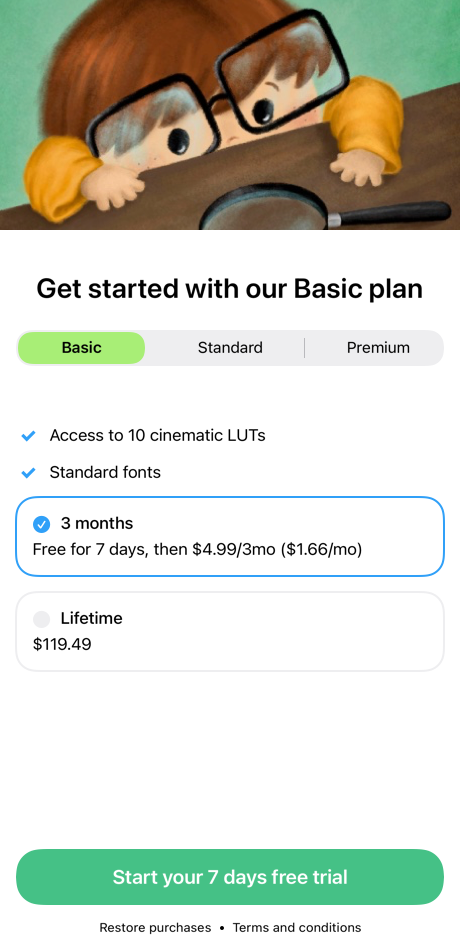 Get started with our Basic plan
Basic
Standard
Premium
Access to 10 cinematic LUTs
Standard fonts
3 months
Free for 7 days, then $4.99/3mo ($1.66/mo)
Lifetime
$119.49
Start your 7 days free trial
Restore purchases • Terms and conditions